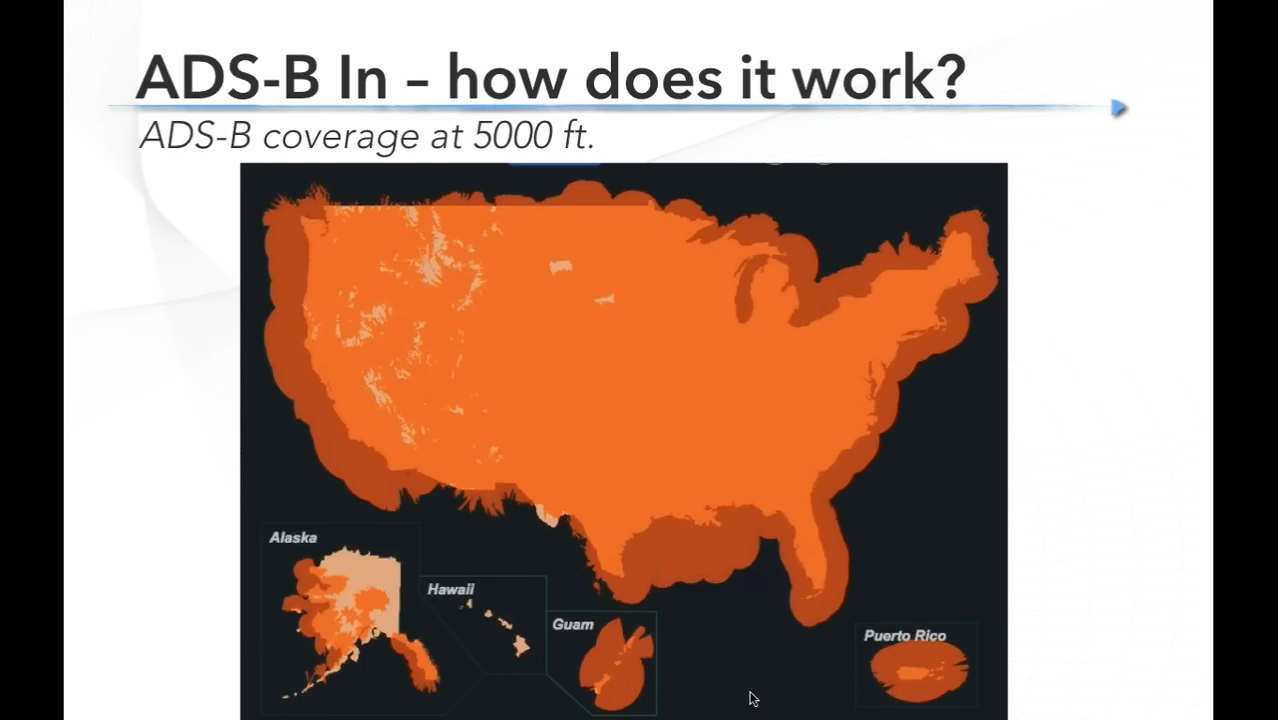 ADS-B In – how does it work?
ADS-B coverage at 5000 ft.
Alaska
Hawaii
Guam
Puerto Rico